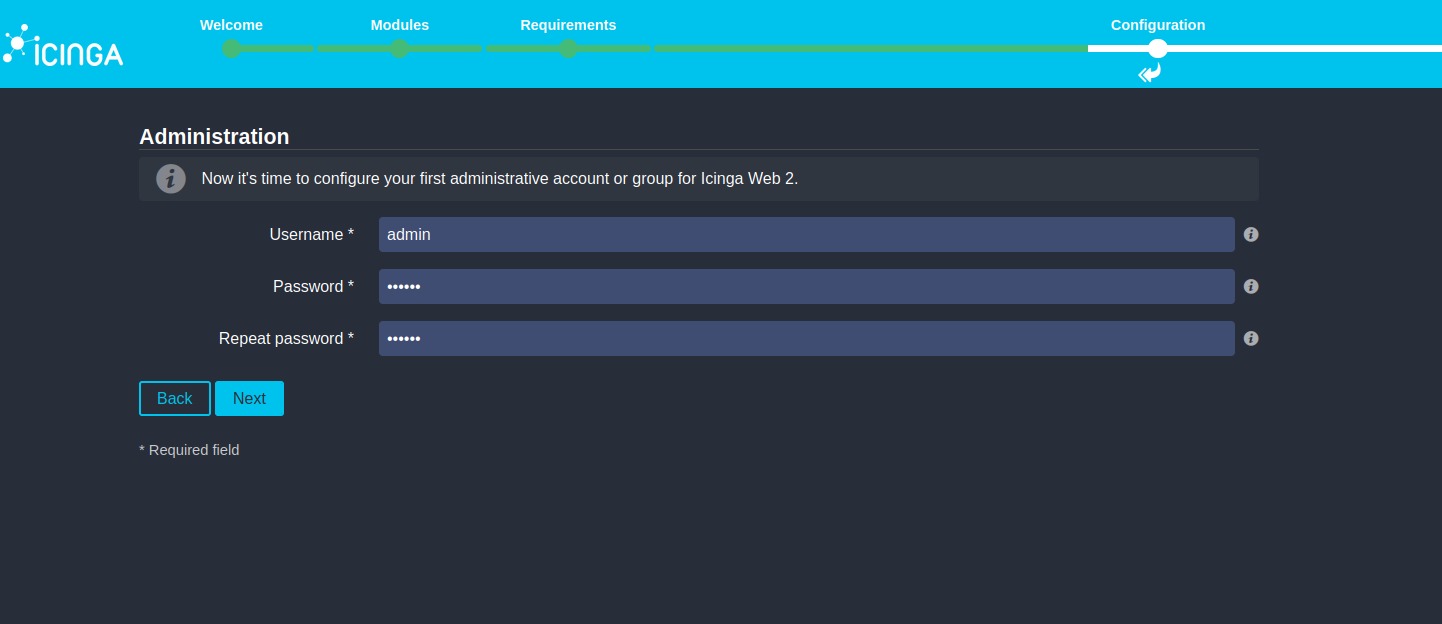 Welcome Modules Requirements Configuration
ICINGA
Administration
Now it's time to configure your first administrative account or group for Icinga Web 2.
Username * admin
Password * ••••••
Repeat password * ••••••
Back Next
* Required field